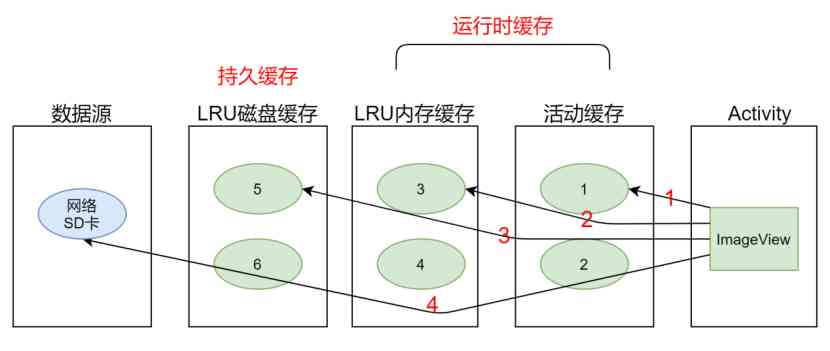 运行时缓存
持久缓存
数据源
LRU磁盘缓存
LRU内存缓存
活动缓存
Activity
网络
SD卡
5
3
1
1
2
3
ImageView
6
4
2
4